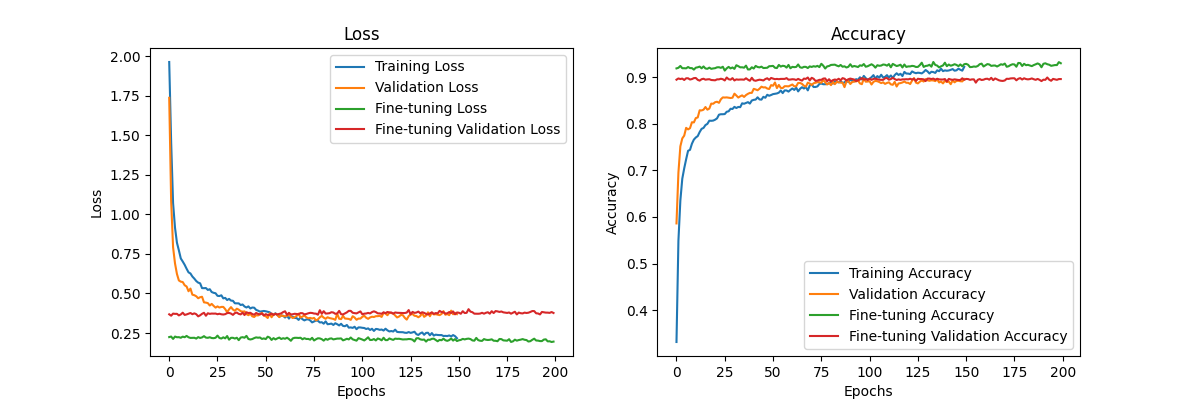 Loss
2.00
1.75
1.50
1.25
1.00
0.75
0.50
0.25
Loss
Training Loss
Validation Loss
Fine-tuning Loss
Fine-tuning Validation Loss
0 25 50 75 100 125 150 175 200
Epochs
Accuracy
0.9
0.8
0.7
0.6
0.5
0.4
Accuracy
Training Accuracy
Validation Accuracy
Fine-tuning Accuracy
Fine-tuning Validation Accuracy
0 25 50 75 100 125 150 175 200
Epochs